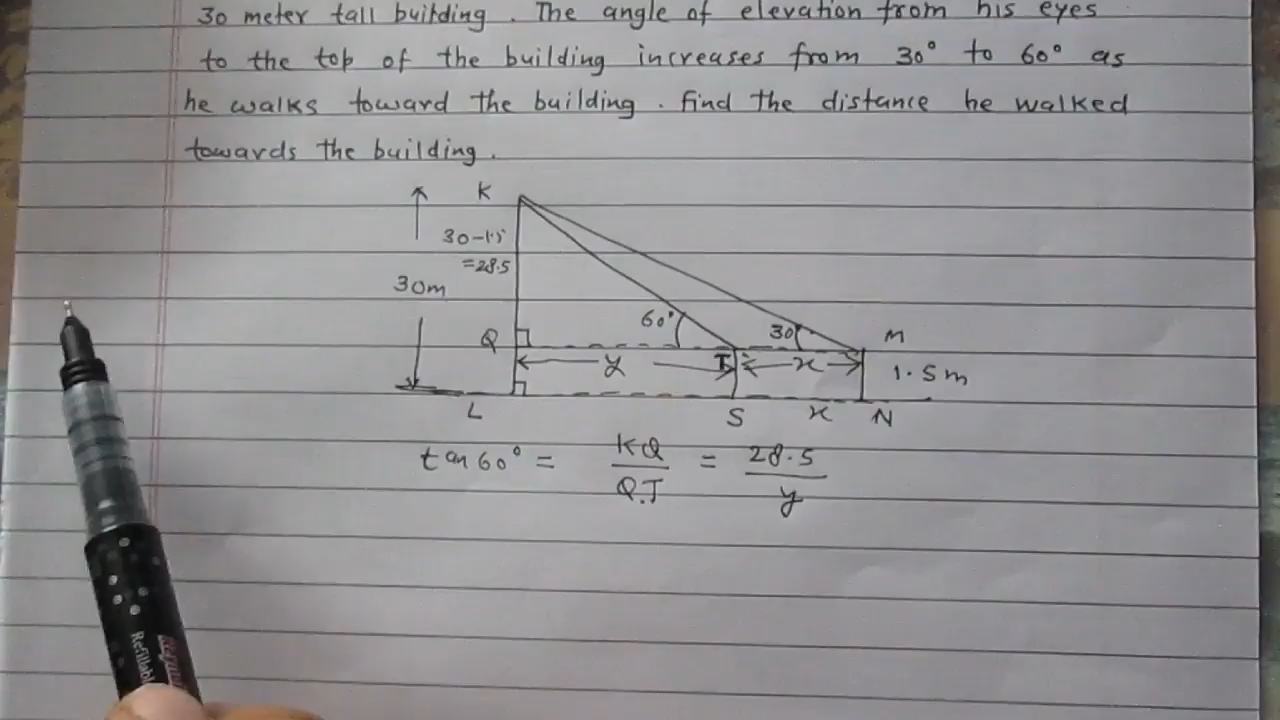 30 meter tall building. The angle of elevation from his eyes
to the top of the building increases from 30° to 60° as
he walks toward the building. Find the distance he walked
towards the building.
K
30-1.5
=28.5
30m
Q 60° 30 M
y T x 1.5m
L S x N
tan60° = KQ/QT = 28.5/y
Refillable